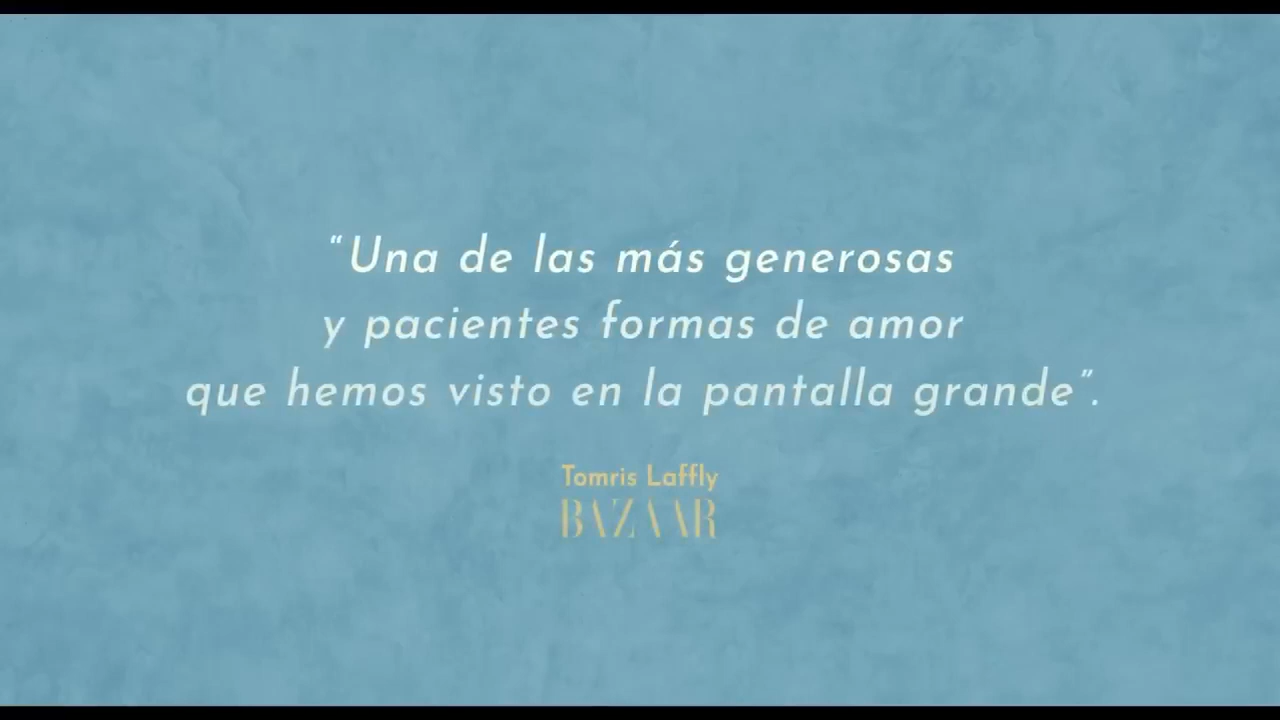 “Una de las más generosas
y pacientes formas de amor
que hemos visto en la pantalla grande”.
Tomris Laffly
BAZAAR